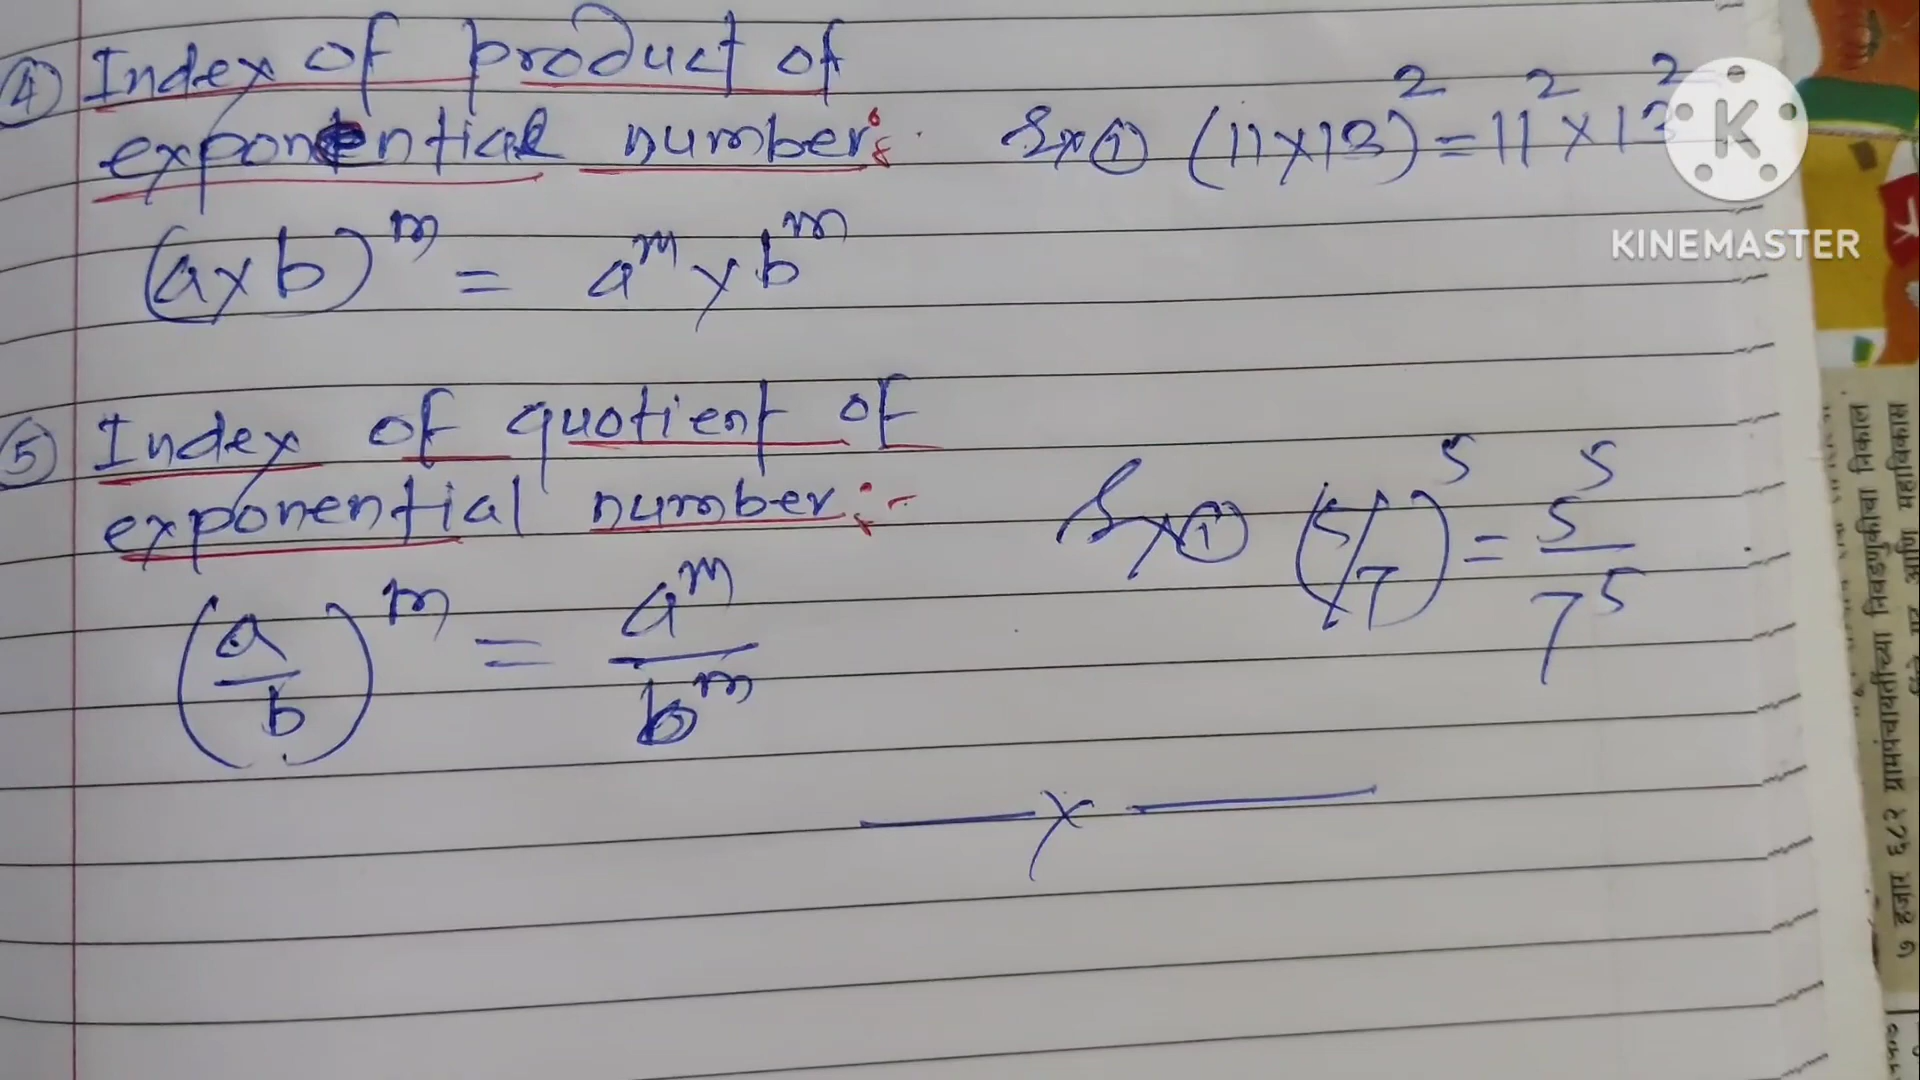 ④ Index of product of
exponential number:
Ex① (11×13)² = 11² × 13²
KINEMASTER
(a×b)ᵐ = aᵐ × bᵐ
⑤ Index of quotient of
exponential number:-
Ex① (5/7)⁵ = 5⁵/7⁵
(a/b)ᵐ = aᵐ/bᵐ
—×—